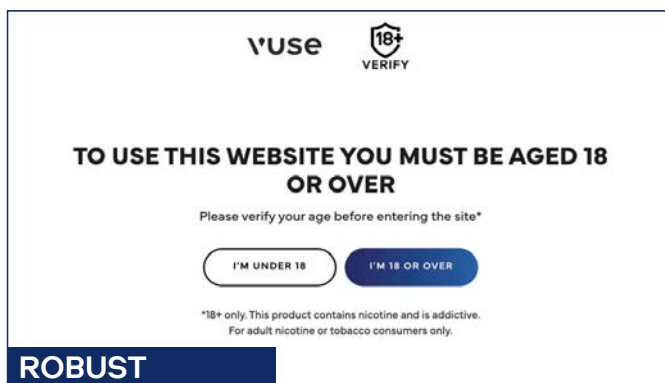 vuse
18+
VERIFY
TO USE THIS WEBSITE YOU MUST BE AGED 18
OR OVER
Please verify your age before entering the site*
I'M UNDER 18
I'M 18 OR OVER
*18+ only. This product contains nicotine and is addictive.
For adult nicotine or tobacco consumers only.
ROBUST